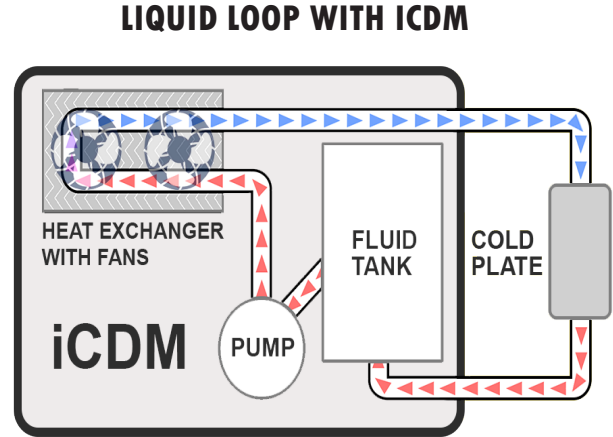 LIQUID LOOP WITH ICDM
HEAT EXCHANGER
WITH FANS
FLUID
TANK
COLD
PLATE
PUMP
iCDM